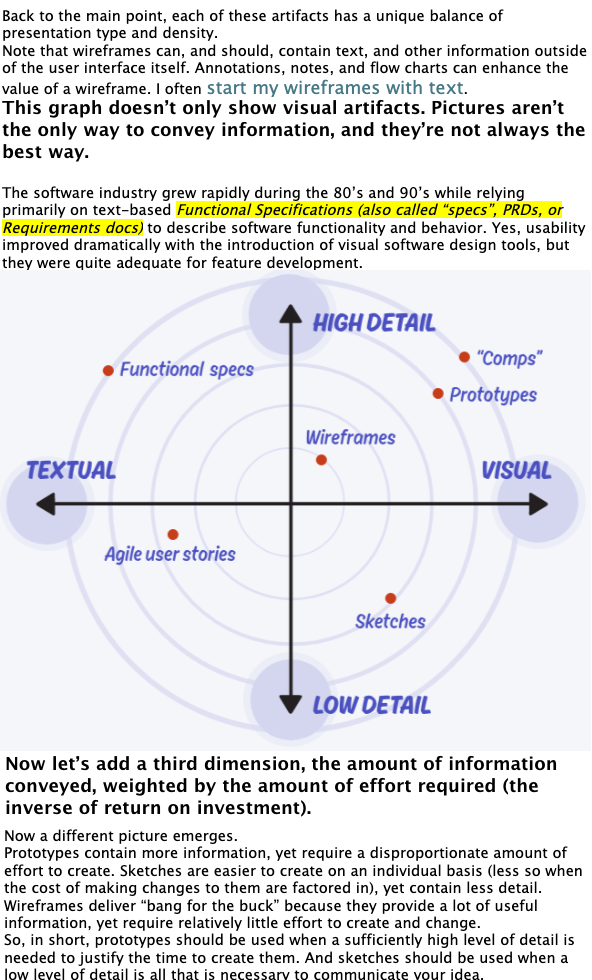 Back to the main point, each of these artifacts has a unique balance of
presentation type and density.
Note that wireframes can, and should, contain text, and other information outside
of the user interface itself. Annotations, notes, and flow charts can enhance the
value of a wireframe. I often start my wireframes with text.
This graph doesn't only show visual artifacts. Pictures aren't
the only way to convey information, and they're not always the
best way.
The software industry grew rapidly during the 80's and 90's while relying
primarily on text-based Functional Specifications (also called "specs", PRDs, or
Requirements docs) to describe software functionality and behavior. Yes, usability
improved dramatically with the introduction of visual software design tools, but
they were quite adequate for feature development.
HIGH DETAIL
"Comps"
Functional specs
Prototypes
Wireframes
TEXTUAL
VISUAL
Agile user stories
Sketches
LOW DETAIL
Now let's add a third dimension, the amount of information
conveyed, weighted by the amount of effort required (the
inverse of return on investment).
Now a different picture emerges.
Prototypes contain more information, yet require a disproportionate amount of
effort to create. Sketches are easier to create on an individual basis (less so when
the cost of making changes to them are factored in), yet contain less detail.
Wireframes deliver "bang for the buck" because they provide a lot of useful
information, yet require relatively little effort to create and change.
So, in short, prototypes should be used when a sufficiently high level of detail is
needed to justify the time to create them. And sketches should be used when a
low level of detail is all that is necessary to communicate your idea.